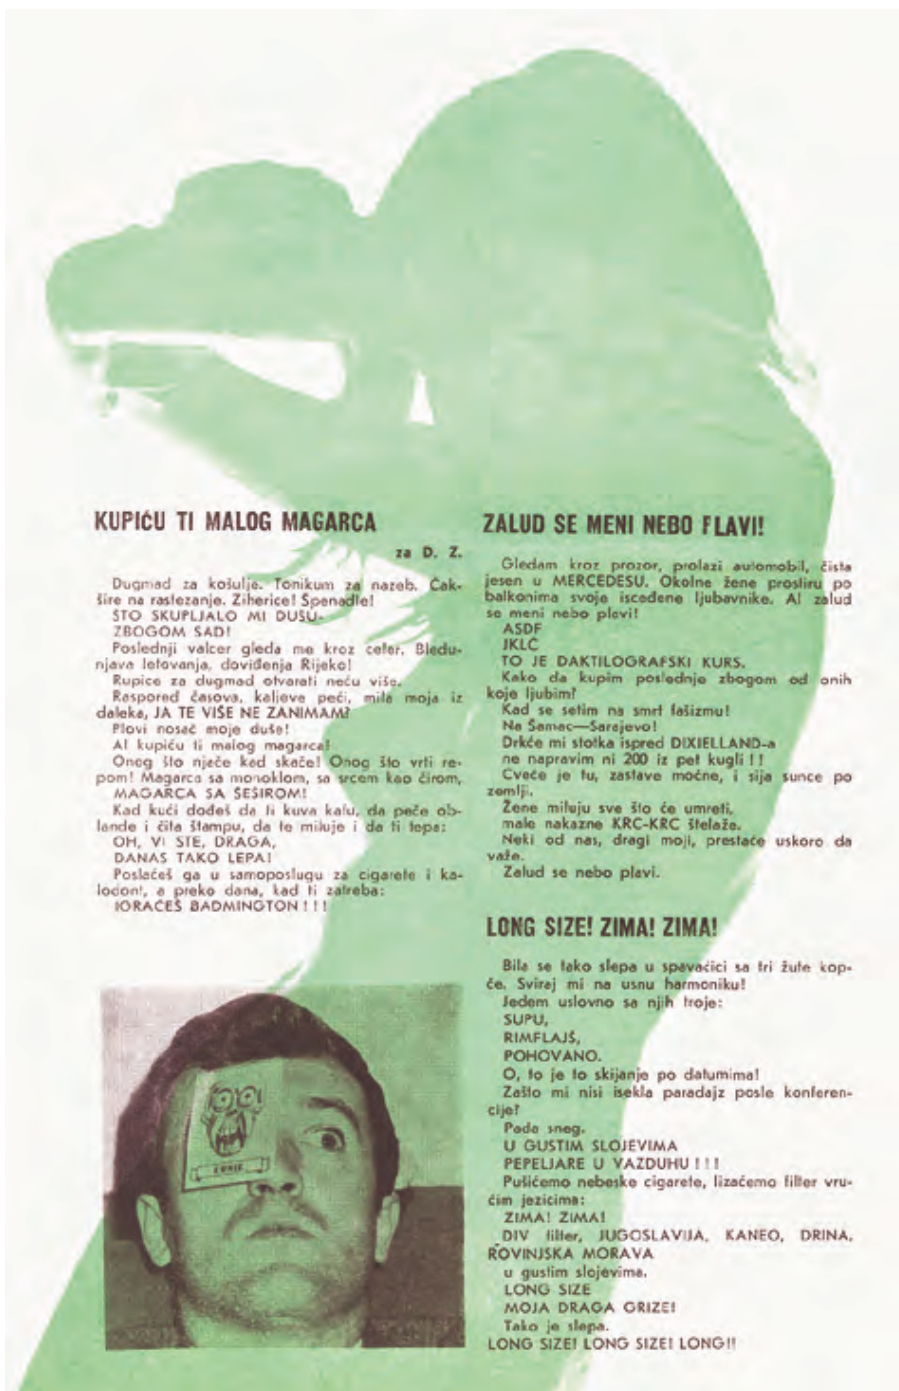 KUPIĆU TI MALOG MAGARCA
za D. Z.
Dugmad za košulje. Tonikum za nazeb. Čak-
šire na rastezanje. Ziherice! Špenadle!
ŠTO SKUPLJALO MI DUŠU-
ZBOGOM SAD!
Poslednji valcer gleda me kroz celer. Bledu-
njava letovanja, doviđenja Rijeko!
Rupice za dugmad otvarati neću više.
Raspored časova, kaljeve peći, mila moja iz
daleka, JA TE VIŠE NE ZANIMAM?
Plovi nosač moje duše!
Al kupiću ti malog magarca!
Onog što njače kad skače! Onog što vrti re-
pom! Magarca sa monoklom, sa srcem kao čirom,
MAGARCA SA ŠEŠIROM!
Kad kući dođeš da ti kuva kafu, da peče ob-
lande i čita štampu, da te miluje i da ti tepa:
OH, VI STE, DRAGA,
DANAS TAKO LEPA!
Poslaćeš ga u samoposlugu za cigarete i ka-
lodont, a preko dana, kad ti zatreba:
IGRAĆEŠ BADMINGTON ! ! !
ZALUD SE MENI NEBO PLAVI!
Gledam kroz prozor, prolazi automobil, čista
jesen u MERCEDESU. Okolne žene prostiru po
balkonima svoje isceđene ljubavnike. Al zalud
se meni nebo plavi!
ASDF
JKLČ
TO JE DAKTILOGRAFSKI KURS.
Kako da kupim poslednje zbogom od onih
koje ljubim?
Kad se setim na smrt fašizmu!
Na Šamac—Sarajevo!
Drkće mi stotka ispred DIXIELLAND-a
ne napravim ni 200 iz pet kugli ! !
Cveće je tu, zastave moćne, i sija sunce po
zemlji.
Žene miluju sve što će umreti,
male nakazne KRC-KRC štelaže.
Neki od nas, dragi moji, prestaće uskoro da
važe.
Zalud se nebo plavi.
LONG SIZE! ZIMA! ZIMA!
Bila se tako slepa u spavaćici sa tri žute kop-
če. Sviraj mi na usnu harmoniku!
Jedem uslovno sa njih troje:
SUPU,
RIMFLAJŠ,
POHOVANO.
O, to je to skijanje po datumima!
Zašto mi nisi isekla paradajz posle konferen-
cije?
Pada sneg.
U GUSTIM SLOJEVIMA
PEPELJARE U VAZDUHU ! ! !
Pušićemo nebeske cigarete, lizaćemo filter vru-
ćim jezicima:
ZIMA! ZIMA!
DIV filter, JUGOSLAVIJA, KANEO, DRINA,
ROVINJSKA MORAVA
u gustim slojevima.
LONG SIZE
MOJA DRAGA GRIZE!
Tako je slepa.
LONG SIZE! LONG SIZE! LONG!!